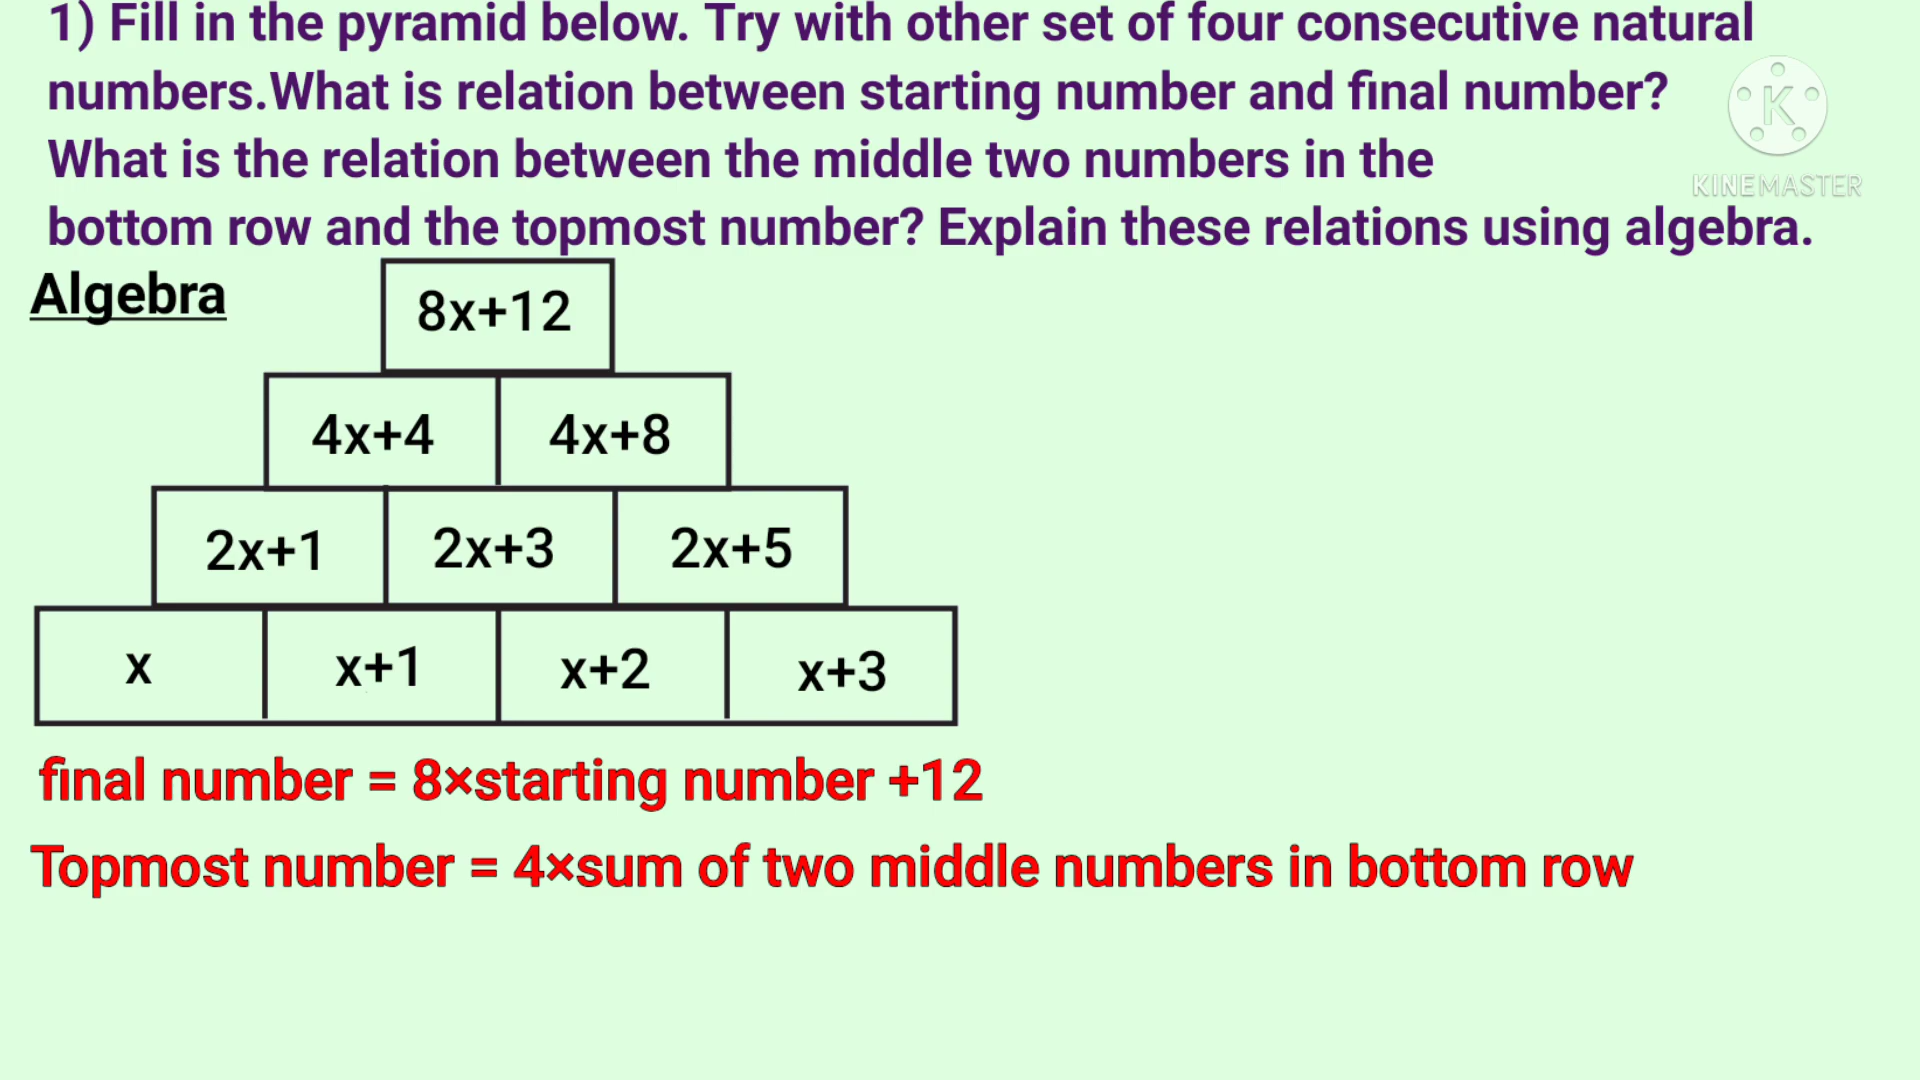 1) Fill in the pyramid below. Try with other set of four consecutive natural
numbers.What is relation between starting number and final number?
What is the relation between the middle two numbers in the
bottom row and the topmost number? Explain these relations using algebra.
K
KINEMASTER
Algebra
8x+12
4x+4 4x+8
2x+1 2x+3 2x+5
x x+1 x+2 x+3
final number = 8×starting number +12
Topmost number = 4×sum of two middle numbers in bottom row